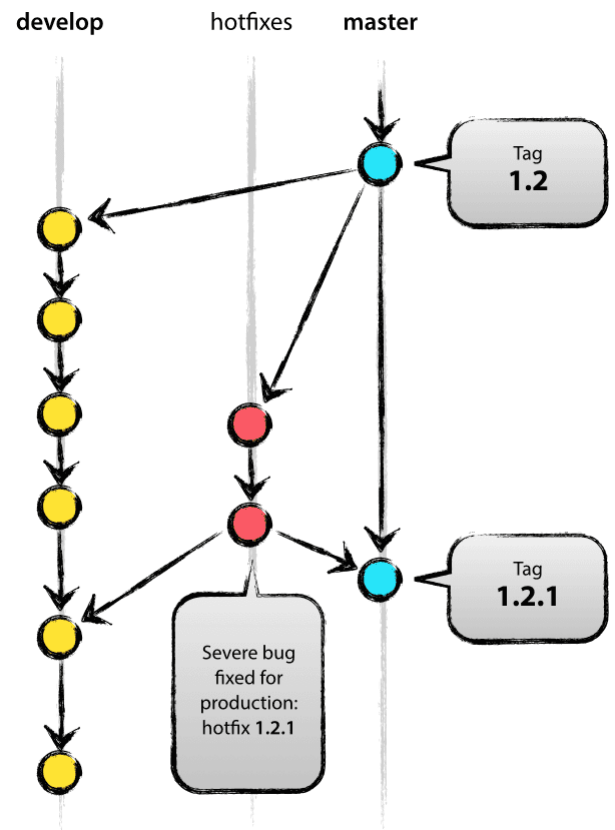 develop
hotfixes
master
Tag
1.2
Tag
1.2.1
Severe bug
fixed for
production:
hotfix 1.2.1